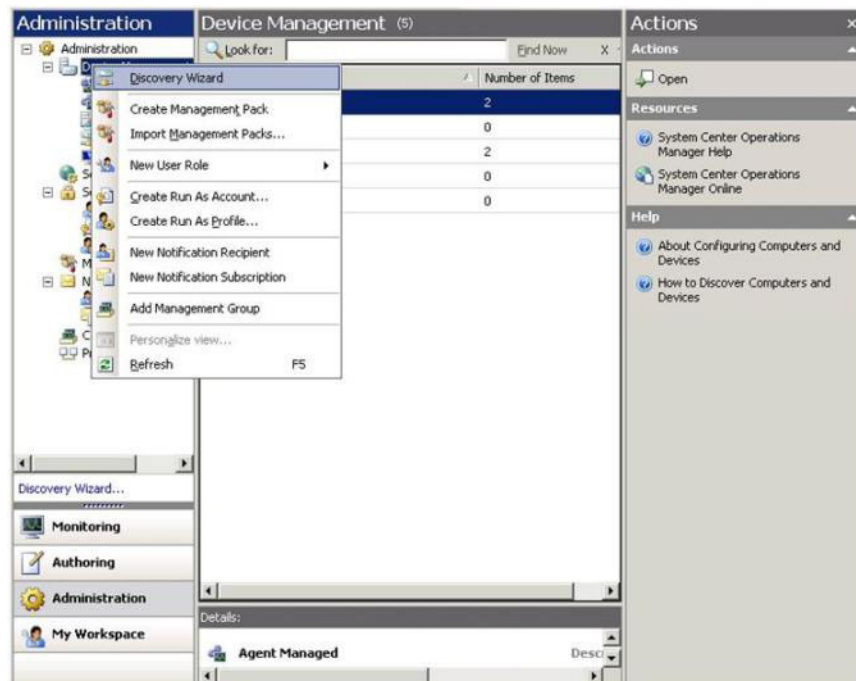 Administration
Administration
Discovery Wizard
Create Management Pack
Import Management Packs...
New User Role
Create Run As Account...
Create Run As Profile...
New Notification Recipient
New Notification Subscription
Add Management Group
Personalize view...
Refresh F5
Discovery Wizard...
Monitoring
Authoring
Administration
My Workspace
Device Management (5)
Look for: Find Now X
Number of Items
2
0
2
0
0
Details:
Agent Managed
Actions x
Actions
Open
Resources
System Center Operations
Manager Help
System Center Operations
Manager Online
Help
About Configuring Computers and
Devices
How to Discover Computers and
Devices